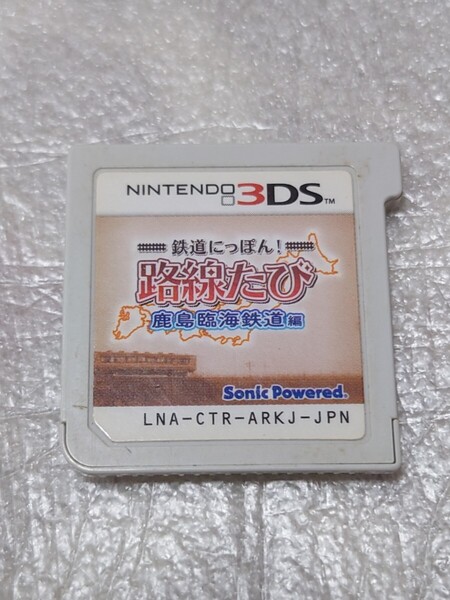 NINTENDO 3DS™
鉄道にっぽん!
路線たび
鹿島臨海鉄道編
Sonic Powered®
LNA-CTR-ARKJ-JPN